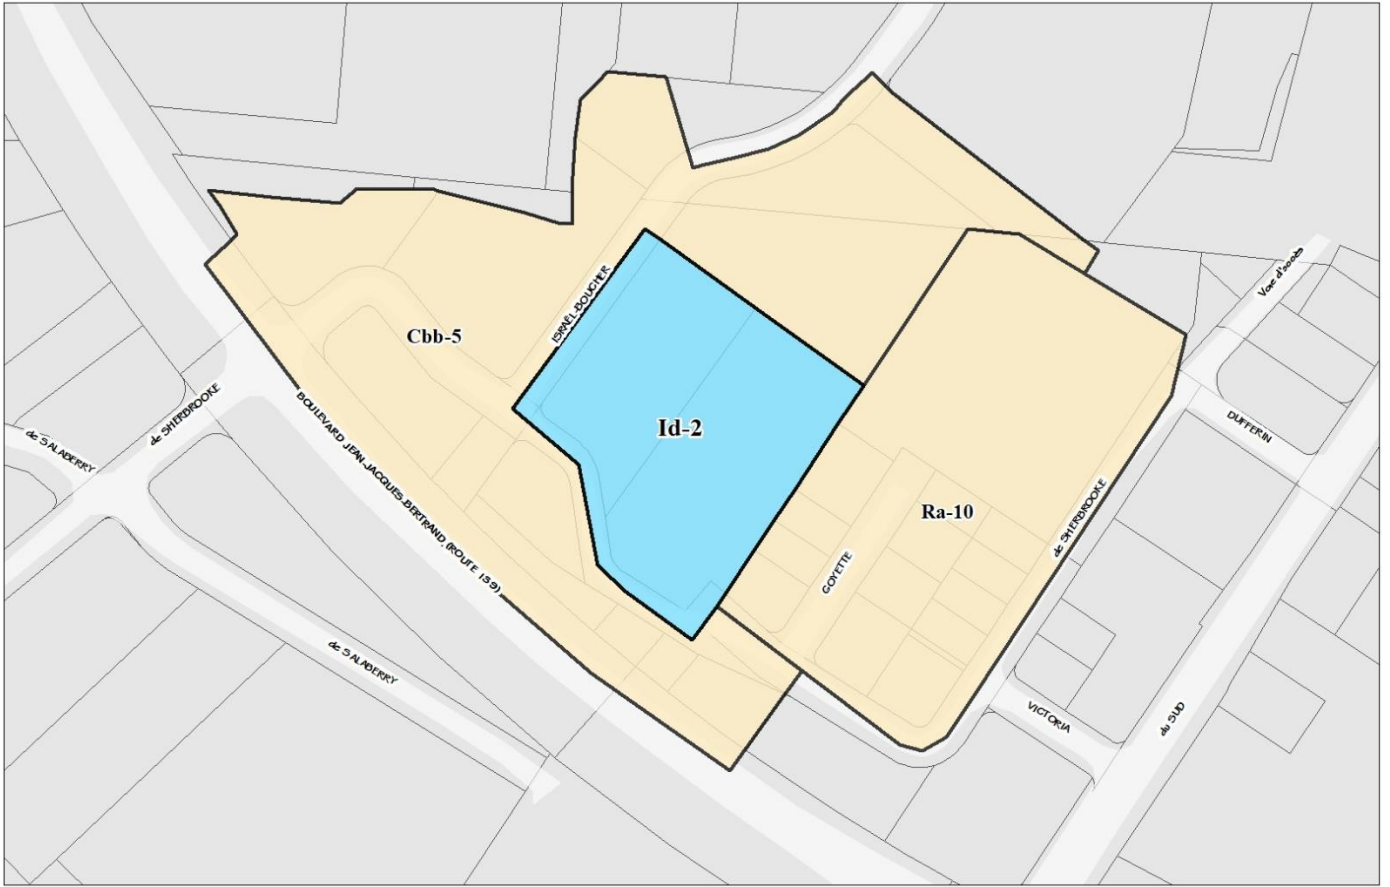 ISRAËL-BOUCHER
Cbb-5
Id-2
Ra-10
BOULEVARD JEAN-JACQUES-BERTRAND (ROUTE 139)
de SHERBROOKE
de SALABERRY
de SALABERRY
GOYETTE
de SHERBROOKE
Voie d'accès
DUFFERIN
VICTORIA
du SUD